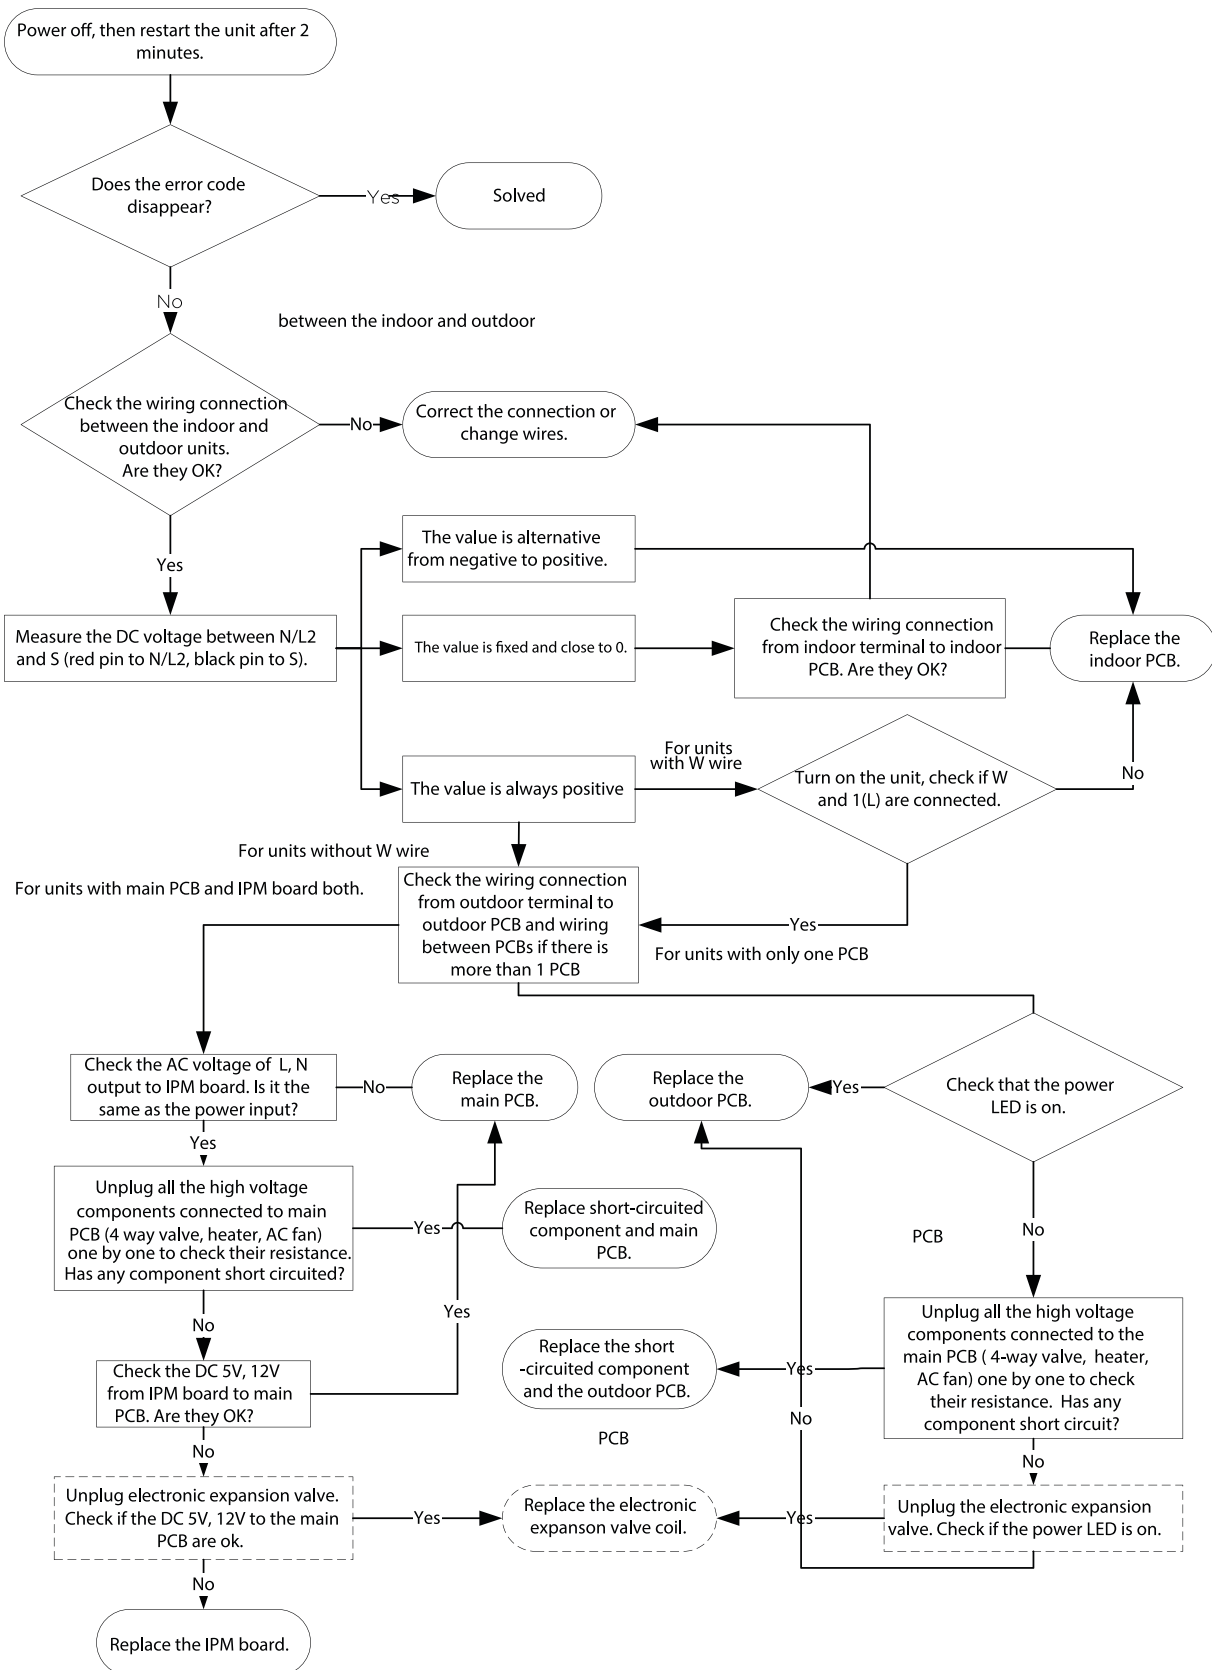 Power off, then restart the unit after 2
minutes.
Does the error code
disappear?
Yes
Solved
No
between the indoor and outdoor
Check the wiring connection
between the indoor and
outdoor units.
Are they OK?
No
Correct the connection or
change wires.
Yes
The value is alternative
from negative to positive.
Measure the DC voltage between N/L2
and S (red pin to N/L2, black pin to S).
The value is fixed and close to 0.
Check the wiring connection
from indoor terminal to indoor
PCB. Are they OK?
Replace the
indoor PCB.
The value is always positive
For units
with W wire
Turn on the unit, check if W
and 1(L) are connected.
No
For units without W wire
For units with main PCB and IPM board both.
Check the wiring connection
from outdoor terminal to
outdoor PCB and wiring
between PCBs if there is
more than 1 PCB
Yes
For units with only one PCB
Check the AC voltage of L, N
output to IPM board. Is it the
same as the power input?
No
Replace the
main PCB.
Replace the
outdoor PCB.
Yes
Check that the power
LED is on.
Yes
Unplug all the high voltage
components connected to main
PCB (4 way valve, heater, AC fan)
one by one to check their resistance.
Has any component short circuited?
Yes
Replace short-circuited
component and main
PCB.
No
PCB
Yes
No
Check the DC 5V, 12V
from IPM board to main
PCB. Are they OK?
Replace the short
-circuited component
and the outdoor PCB.
Yes
Unplug all the high voltage
components connected to the
main PCB ( 4-way valve, heater,
AC fan) one by one to check
their resistance. Has any
component short circuit?
No
PCB
No
No
Unplug electronic expansion valve.
Check if the DC 5V, 12V to the main
PCB are ok.
Yes
Replace the electronic
expanson valve coil.
Yes
Unplug the electronic expansion
valve. Check if the power LED is on.
No
Replace the IPM board.